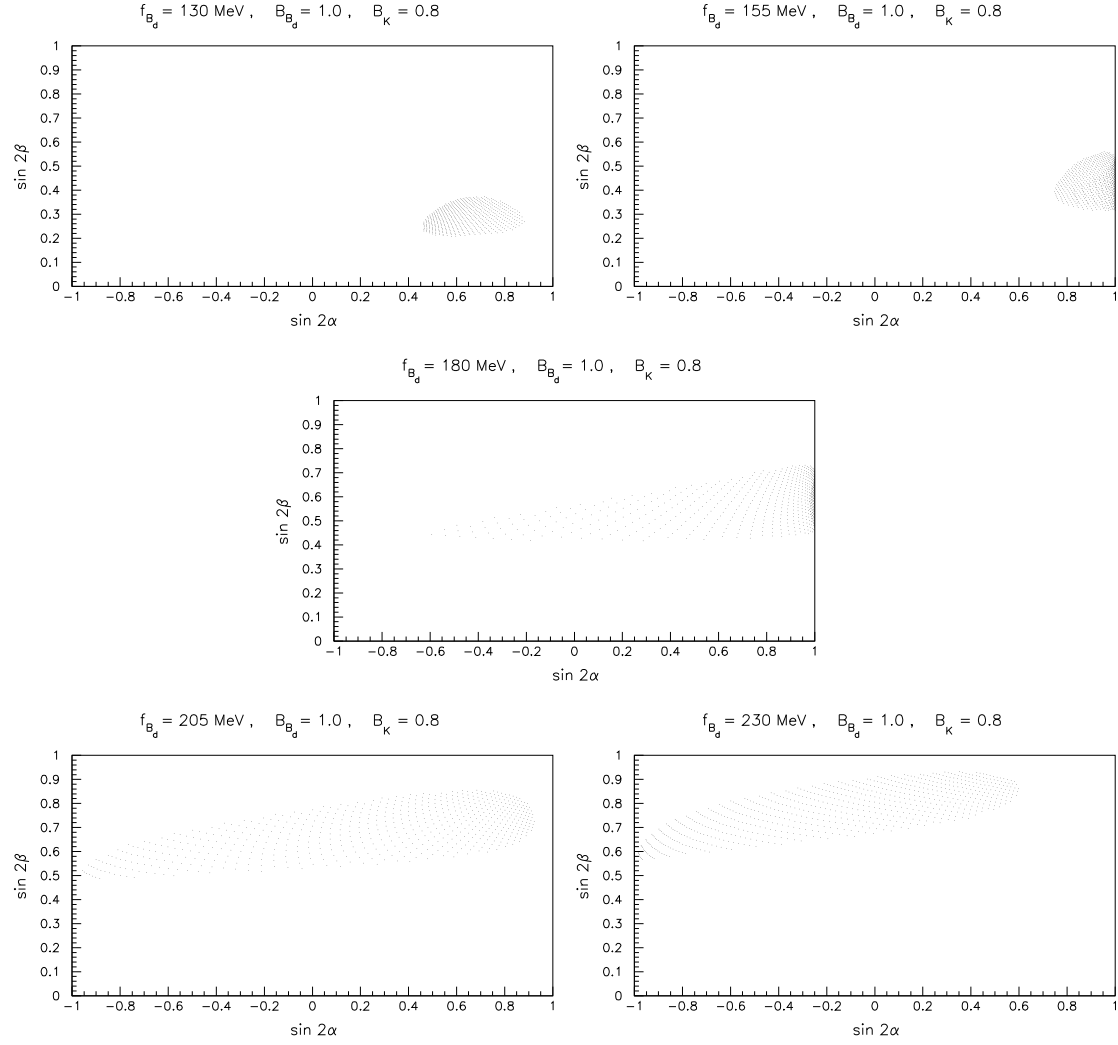 f_{B_d} = 130 MeV , B_{B_d} = 1.0 , B_K = 0.8
sin 2β
1
0.9
0.8
0.7
0.6
0.5
0.4
0.3
0.2
0.1
0
−1 −0.8 −0.6 −0.4 −0.2 0 0.2 0.4 0.6 0.8 1
sin 2α
f_{B_d} = 155 MeV , B_{B_d} = 1.0 , B_K = 0.8
sin 2β
1
0.9
0.8
0.7
0.6
0.5
0.4
0.3
0.2
0.1
0
−1 −0.8 −0.6 −0.4 −0.2 0 0.2 0.4 0.6 0.8 1
sin 2α
f_{B_d} = 180 MeV , B_{B_d} = 1.0 , B_K = 0.8
sin 2β
1
0.9
0.8
0.7
0.6
0.5
0.4
0.3
0.2
0.1
0
−1 −0.8 −0.6 −0.4 −0.2 0 0.2 0.4 0.6 0.8 1
sin 2α
f_{B_d} = 205 MeV , B_{B_d} = 1.0 , B_K = 0.8
sin 2β
1
0.9
0.8
0.7
0.6
0.5
0.4
0.3
0.2
0.1
0
−1 −0.8 −0.6 −0.4 −0.2 0 0.2 0.4 0.6 0.8 1
sin 2α
f_{B_d} = 230 MeV , B_{B_d} = 1.0 , B_K = 0.8
sin 2β
1
0.9
0.8
0.7
0.6
0.5
0.4
0.3
0.2
0.1
0
−1 −0.8 −0.6 −0.4 −0.2 0 0.2 0.4 0.6 0.8 1
sin 2α